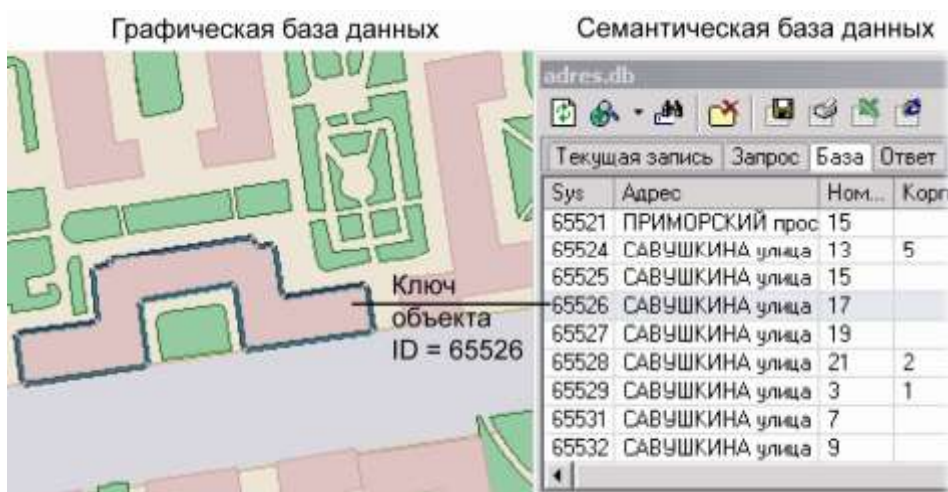 Графическая база данных
Семантическая база данных
adres.db
Текущая запись Запрос База Ответ
Sys Адрес Ном... Корп
65521 ПРИМОРСКИЙ прос 15
65524 САВУШКИНА улица 13 5
65525 САВУШКИНА улица 15
65526 САВУШКИНА улица 17
65527 САВУШКИНА улица 19
65528 САВУШКИНА улица 21 2
65529 САВУШКИНА улица 3 1
65531 САВУШКИНА улица 7
65532 САВУШКИНА улица 9
Ключ
объекта
ID = 65526